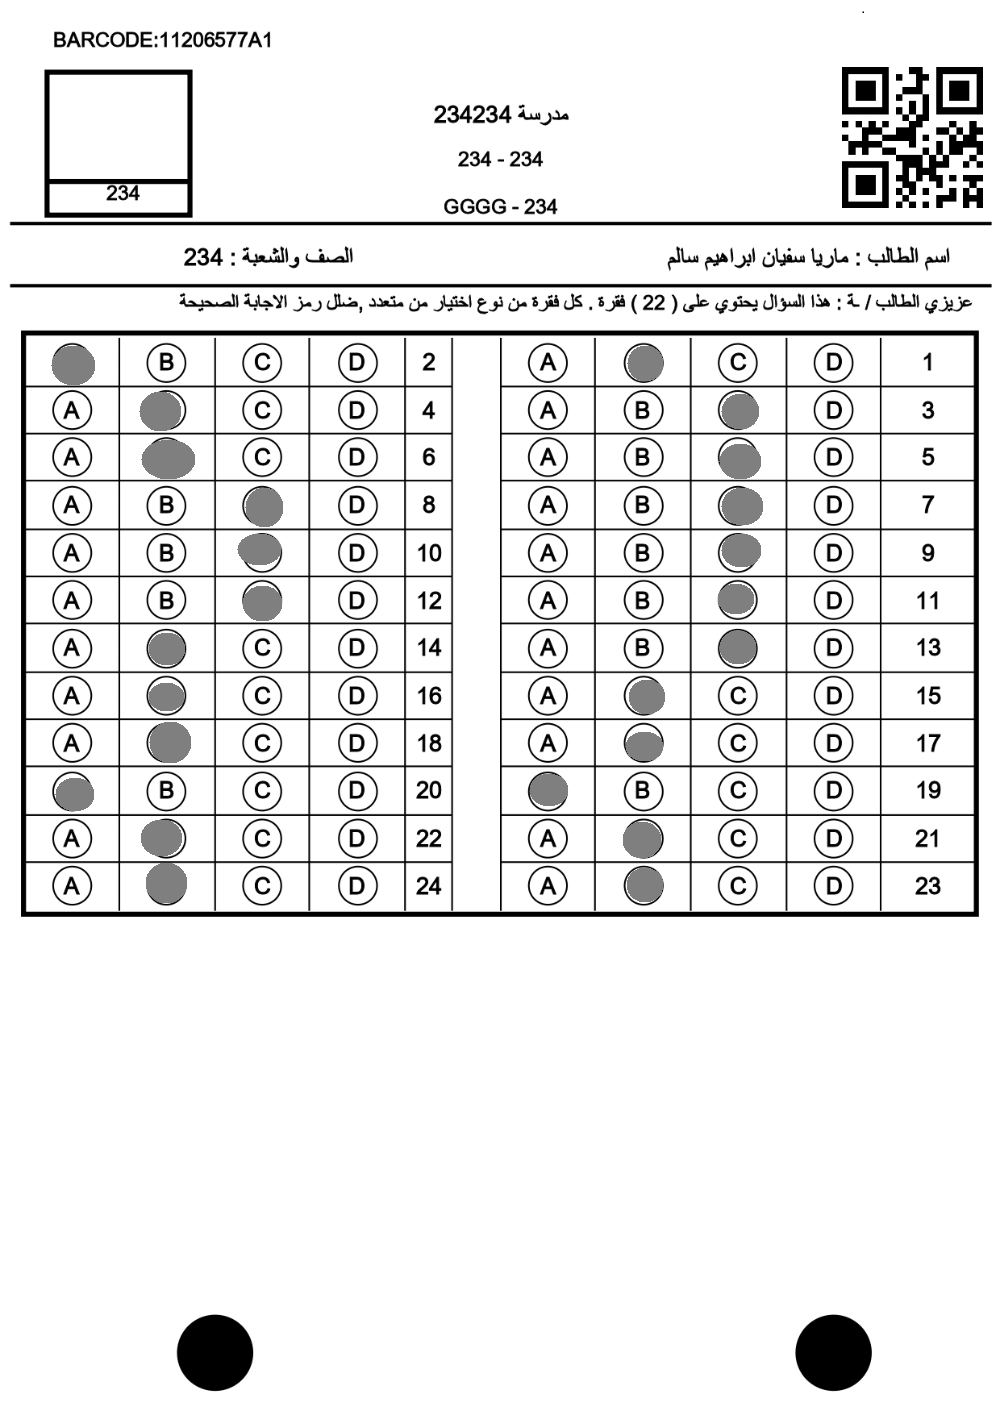 BARCODE:11206577A1
مدرسة 234234
234 - 234
234
GGGG - 234
اسم الطالب : ماريا سفيان ابراهيم سالم
الصف والشعبة : 234
عزيزي الطالب / ـة : هذا السؤال يحتوي على ( 22 ) فقرة . كل فقرة من نوع اختيار من متعدد ,ضلل رمز الاجابة الصحيحة
B C D 2 A C D 1
A C D 4 A B D 3
A C D 6 A B D 5
A B D 8 A B D 7
A B D 10 A B D 9
A B D 12 A B D 11
A C D 14 A B D 13
A C D 16 A C D 15
A C D 18 A C D 17
B C D 20 B C D 19
A C D 22 A C D 21
A C D 24 A C D 23